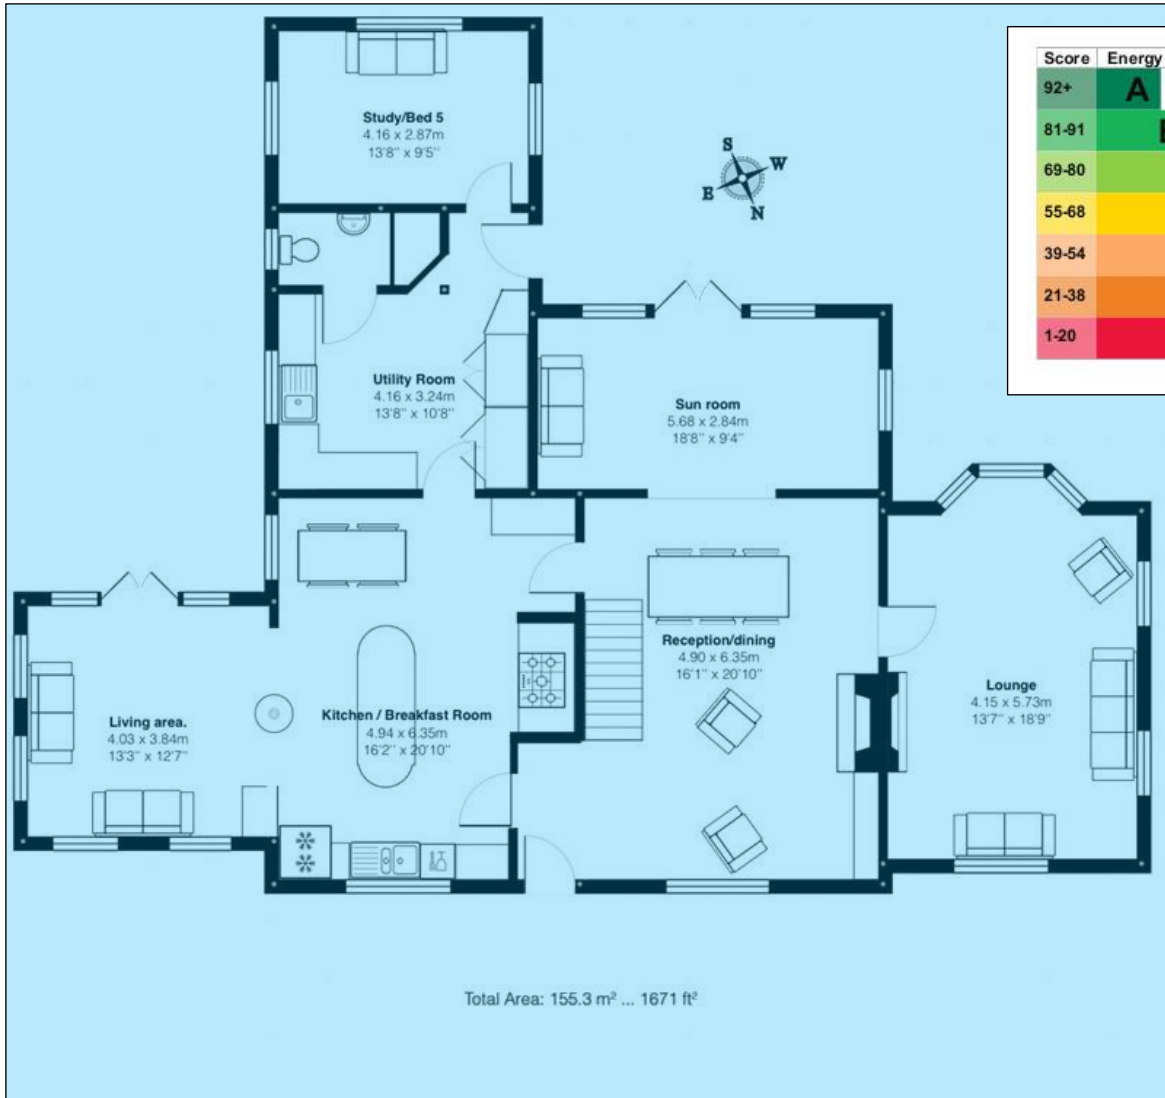 Study/Bed 5
4.16 x 2.87m
13'8'' x 9'5''
S
W
E
N
Score Energy
92+ A
81-91
69-80
55-68
39-54
21-38
1-20
Utility Room
4.16 x 3.24m
13'8'' x 10'8''
Sun room
5.68 x 2.84m
18'8'' x 9'4''
Reception/dining
4.90 x 6.35m
16'1'' x 20'10''
Lounge
4.15 x 5.73m
13'7'' x 18'9''
Living area.
4.03 x 3.84m
13'3'' x 12'7''
Kitchen / Breakfast Room
4.94 x 6.35m
16'2'' x 20'10''
Total Area: 155.3 m² ... 1671 ft²